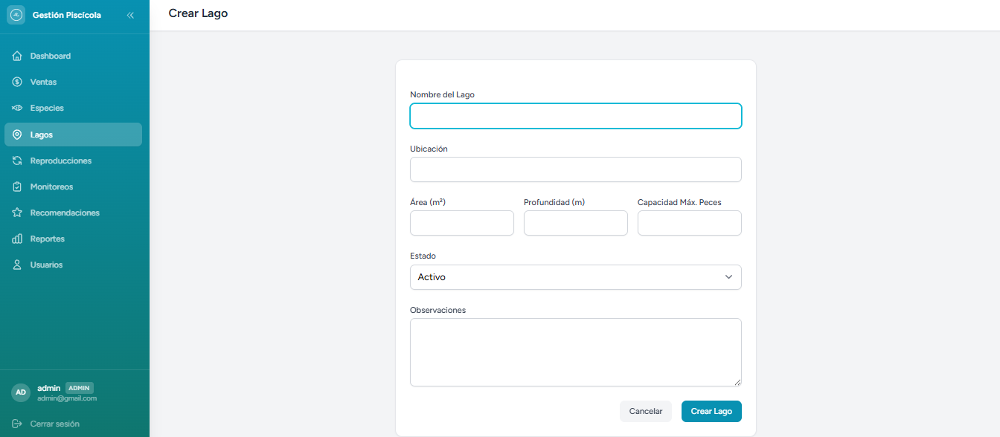 Gestión Piscícola
Crear Lago
Dashboard
Ventas
Especies
Lagos
Reproducciones
Monitoreos
Recomendaciones
Reportes
Usuarios
AD
admin ADMIN
admin@gmail.com
Cerrar sesión
Nombre del Lago
Ubicación
Área (m²) Profundidad (m) Capacidad Máx. Peces
Estado
Activo
Observaciones
Cancelar Crear Lago